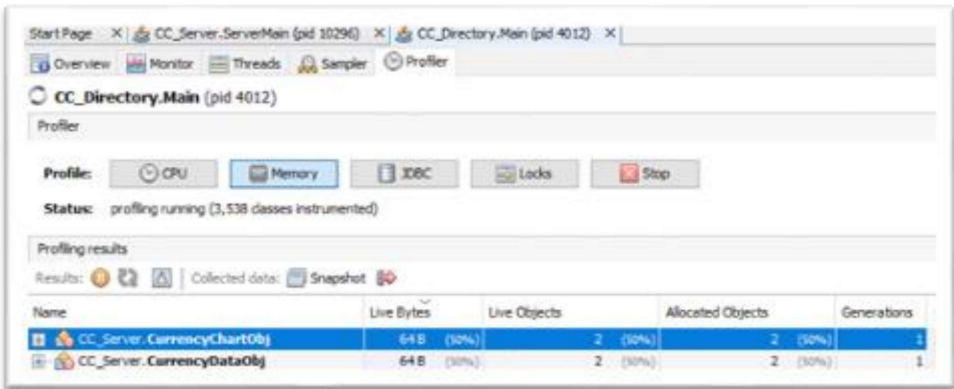 Start Page CC_Server.ServerMain (pid 10296) CC_Directory.Main (pid 4012)
Overview Monitor Threads Sampler Profiler
CC_Directory.Main (pid 4012)
Profiler
Profile: CPU Memory JDBC Locks Stop
Status: profiling running (3,538 classes instrumented)
Profiling results
Results: Collected data: Snapshot
Name Live Bytes Live Objects Allocated Objects Generations
CC_Server.CurrencyChartObj 64 B (50%) 2 (50%) 2 (50%) 1
CC_Server.CurrencyDataObj 64 B (50%) 2 (50%) 2 (50%) 1